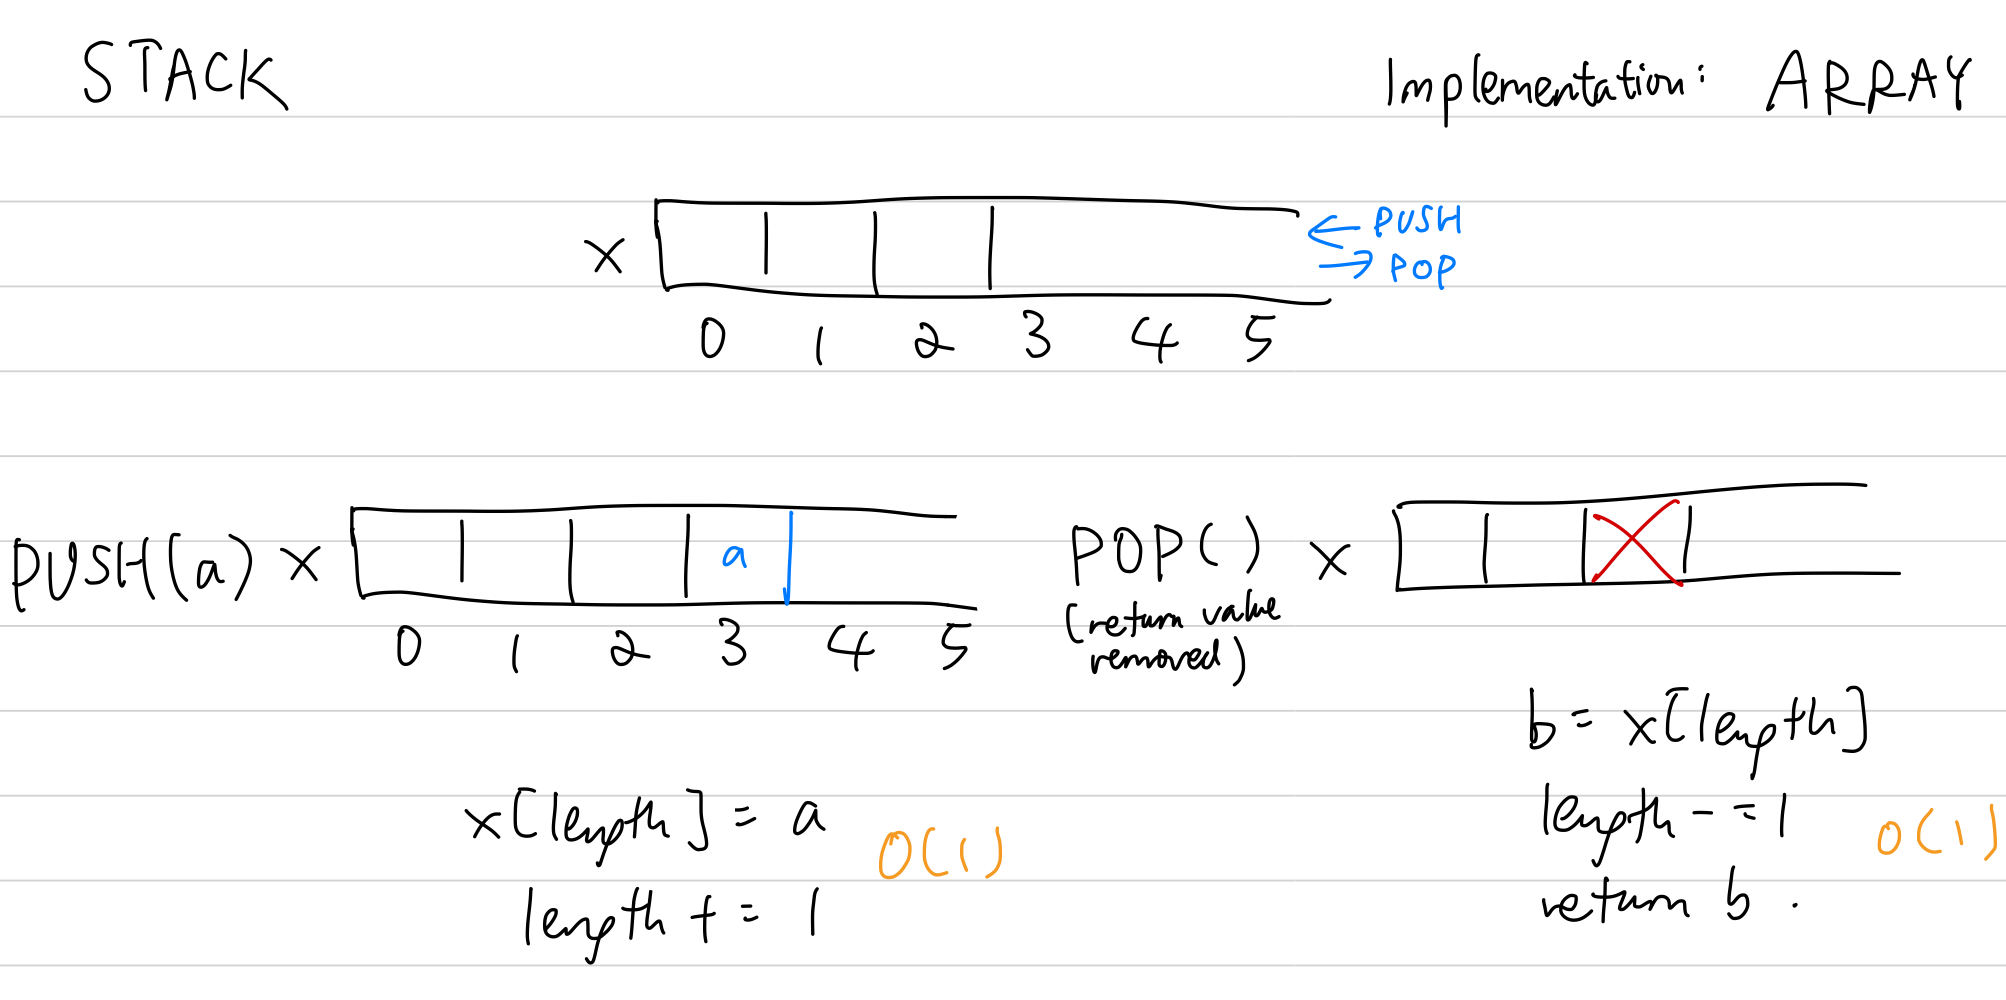 STACK
Implementation: ARRAY
x
PUSH
POP
0 1 2 3 4 5
PUSH(a) x
a
0 1 2 3 4 5
x[length] = a
length += 1
O(1)
POP() x
(return value
removed)
b = x[length]
length -= 1
return b.
O(1)